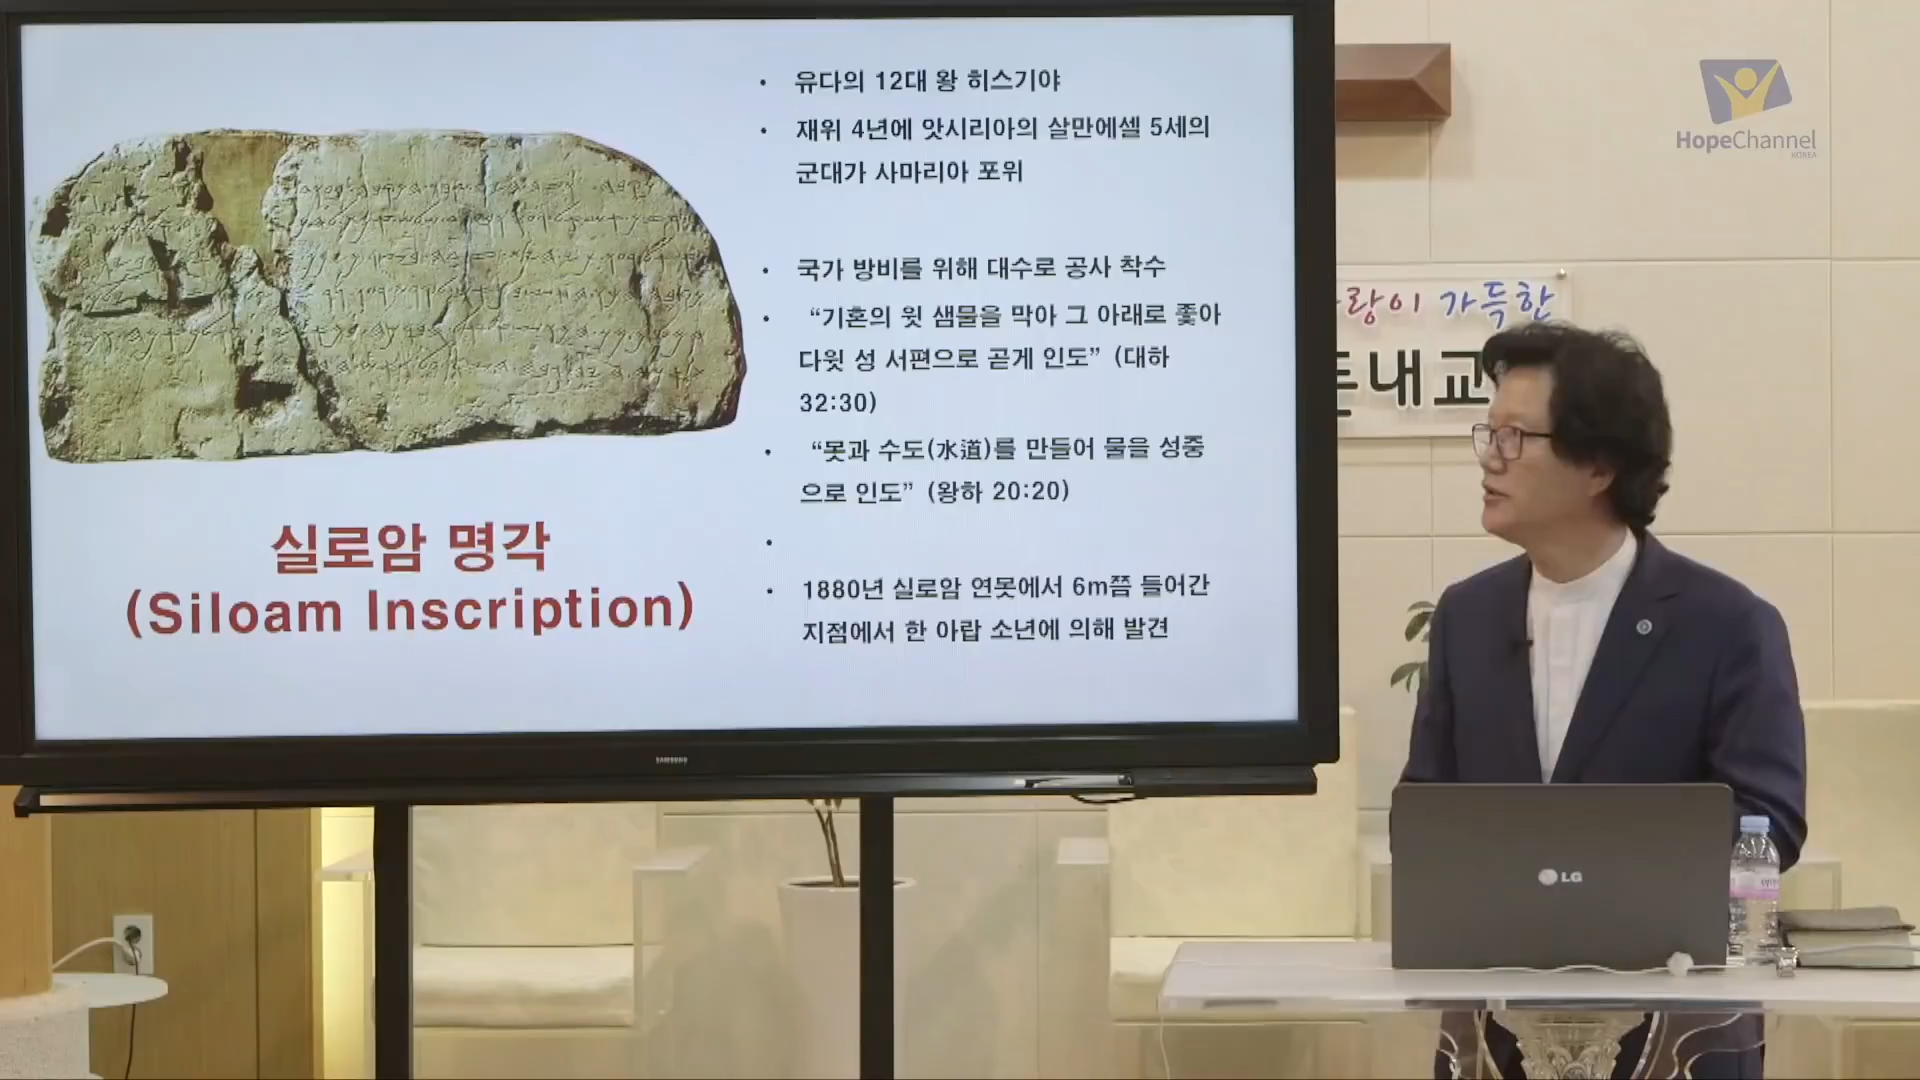 유다의 12대 왕 히스기야
재위 4년에 앗시리아의 살만에셀 5세의
군대가 사마리아 포위
국가 방비를 위해 대수로 공사 착수
“기혼의 윗 샘물을 막아 그 아래로 좇아
다윗 성 서편으로 곧게 인도” (대하
32:30)
“못과 수도(水道)를 만들어 물을 성중
으로 인도” (왕하 20:20)
1880년 실로암 연못에서 6m쯤 들어간
지점에서 한 아랍 소년에 의해 발견
실로암 명각
(Siloam Inscription)
SAMSUNG
HopeChannel
KOREA
랑이 가득한
내교
LG